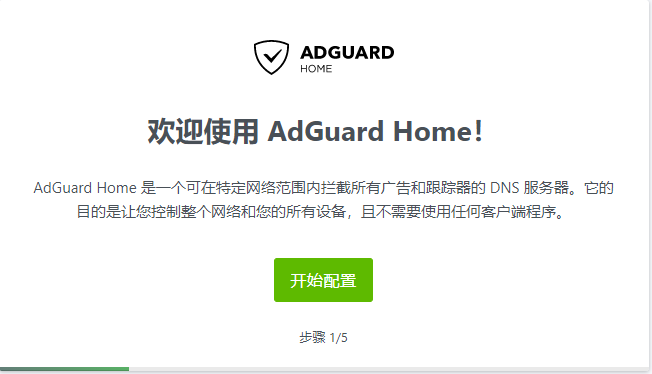 ADGUARD
HOME
欢迎使用 AdGuard Home!
AdGuard Home 是一个可在特定网络范围内拦截所有广告和跟踪器的 DNS 服务器。它的
目的是让您控制整个网络和您的所有设备，且不需要使用任何客户端程序。
开始配置
步骤 1/5